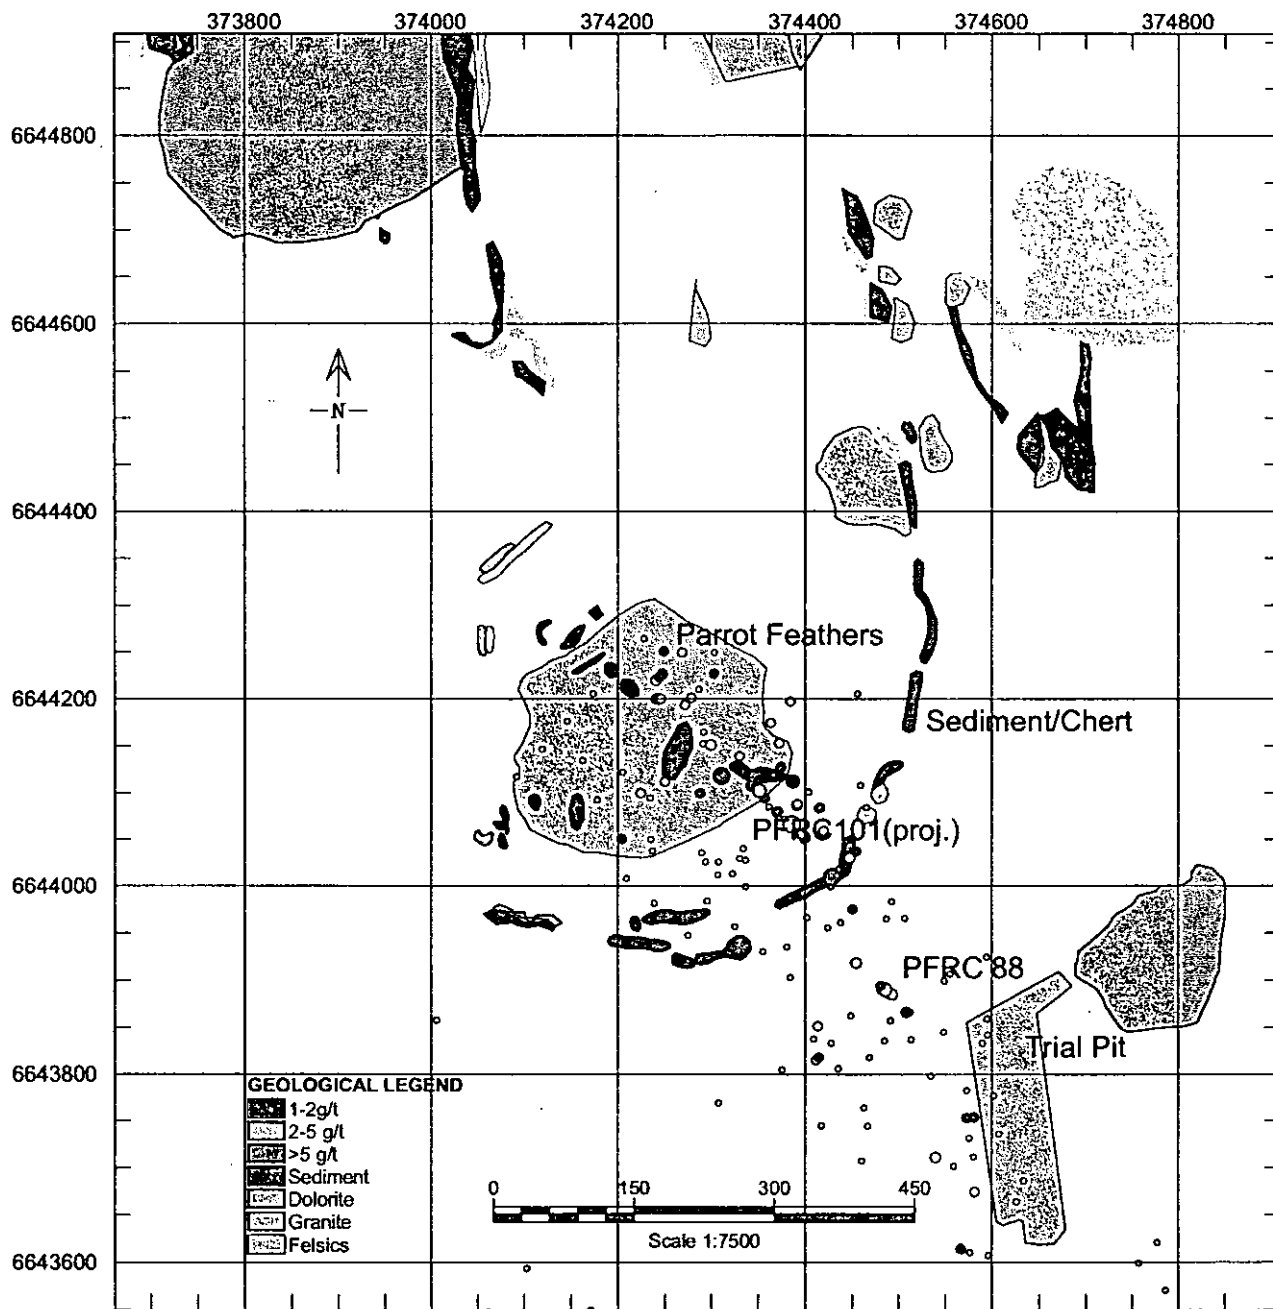 373800 374000 374200 374400 374600 374800
6644800
6644600
N
6644400
Parrot Feathers
6644200
Sediment/Chert
PFRC101(proj.)
6644000
PFRC 88
Trial Pit
6643800
GEOLOGICAL LEGEND
1-2g/t
2-5 g/t
>5 g/t
Sediment
Dolorite
Granite
Felsics
0 150 300 450
Scale 1:7500
6643600